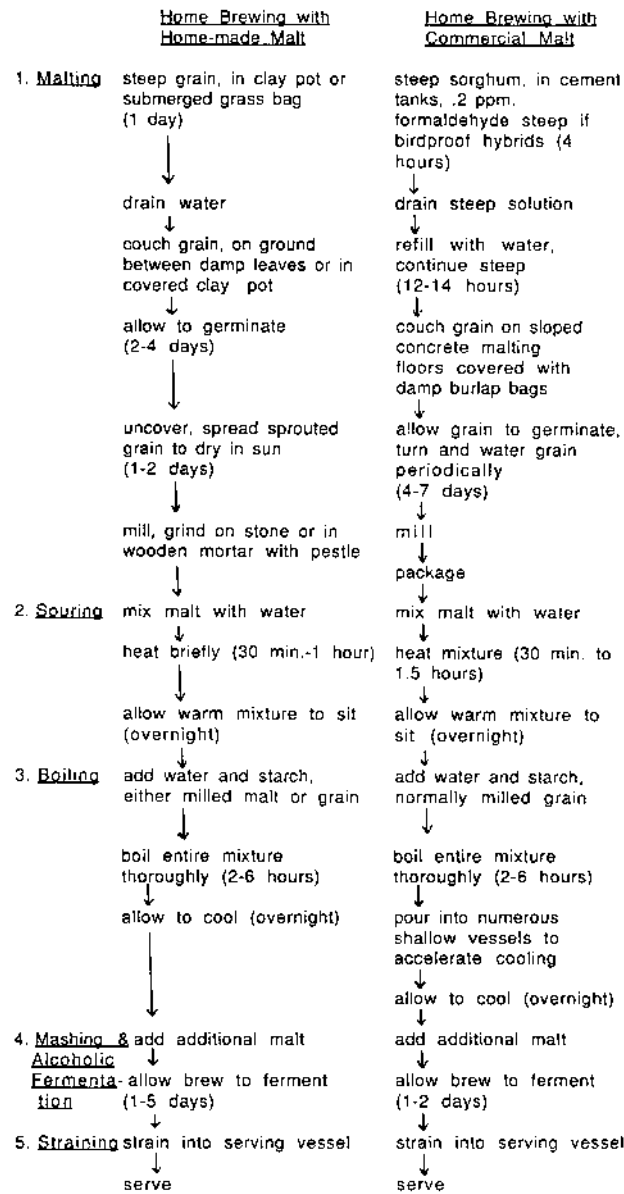 Home Brewing with
Home-made Malt
1. Malting
steep grain, in clay pot or
submerged grass bag
(1 day)
drain water
couch grain, on ground
between damp leaves or in
covered clay pot
allow to germinate
(2-4 days)
uncover, spread sprouted
grain to dry in sun
(1-2 days)
mill, grind on stone or in
wooden mortar with pestle
2. Souring
mix malt with water
heat briefly (30 min.-1 hour)
allow warm mixture to sit
(overnight)
3. Boiling
add water and starch,
either milled malt or grain
boil entire mixture
thoroughly (2-6 hours)
allow to cool (overnight)
4. Mashing &
Alcoholic
Fermenta-
tion
add additional malt
allow brew to ferment
(1-5 days)
5. Straining
strain into serving vessel
serve
Home Brewing with
Commercial Malt
steep sorghum, in cement
tanks, .2 ppm.
formaldehyde steep if
birdproof hybrids (4
hours)
drain steep solution
refill with water,
continue steep
(12-14 hours)
couch grain on sloped
concrete malting
floors covered with
damp burlap bags
allow grain to germinate,
turn and water grain
periodically
(4-7 days)
mill
package
mix malt with water
heat mixture (30 min. to
1.5 hours)
allow warm mixture to
sit (overnight)
add water and starch,
normally milled grain
boil entire mixture
thoroughly (2-6 hours)
pour into numerous
shallow vessels to
accelerate cooling
allow to cool (overnight)
add additional malt
allow brew to ferment
(1-2 days)
strain into serving vessel
serve